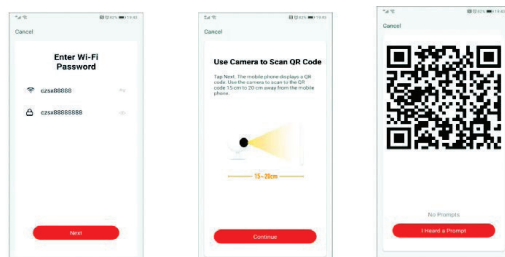 Cancel
Enter Wi-Fi
Password
czsx88888
czsx88888888
Next
Cancel
Use Camera to Scan QR Code
Tap Next. The mobile phone displays a QR
code. Use the camera to scan the QR
code 15 cm to 20 cm away from the mobile
phone.
15-20cm
Continue
Cancel
No Prompts
I Heard a Prompt